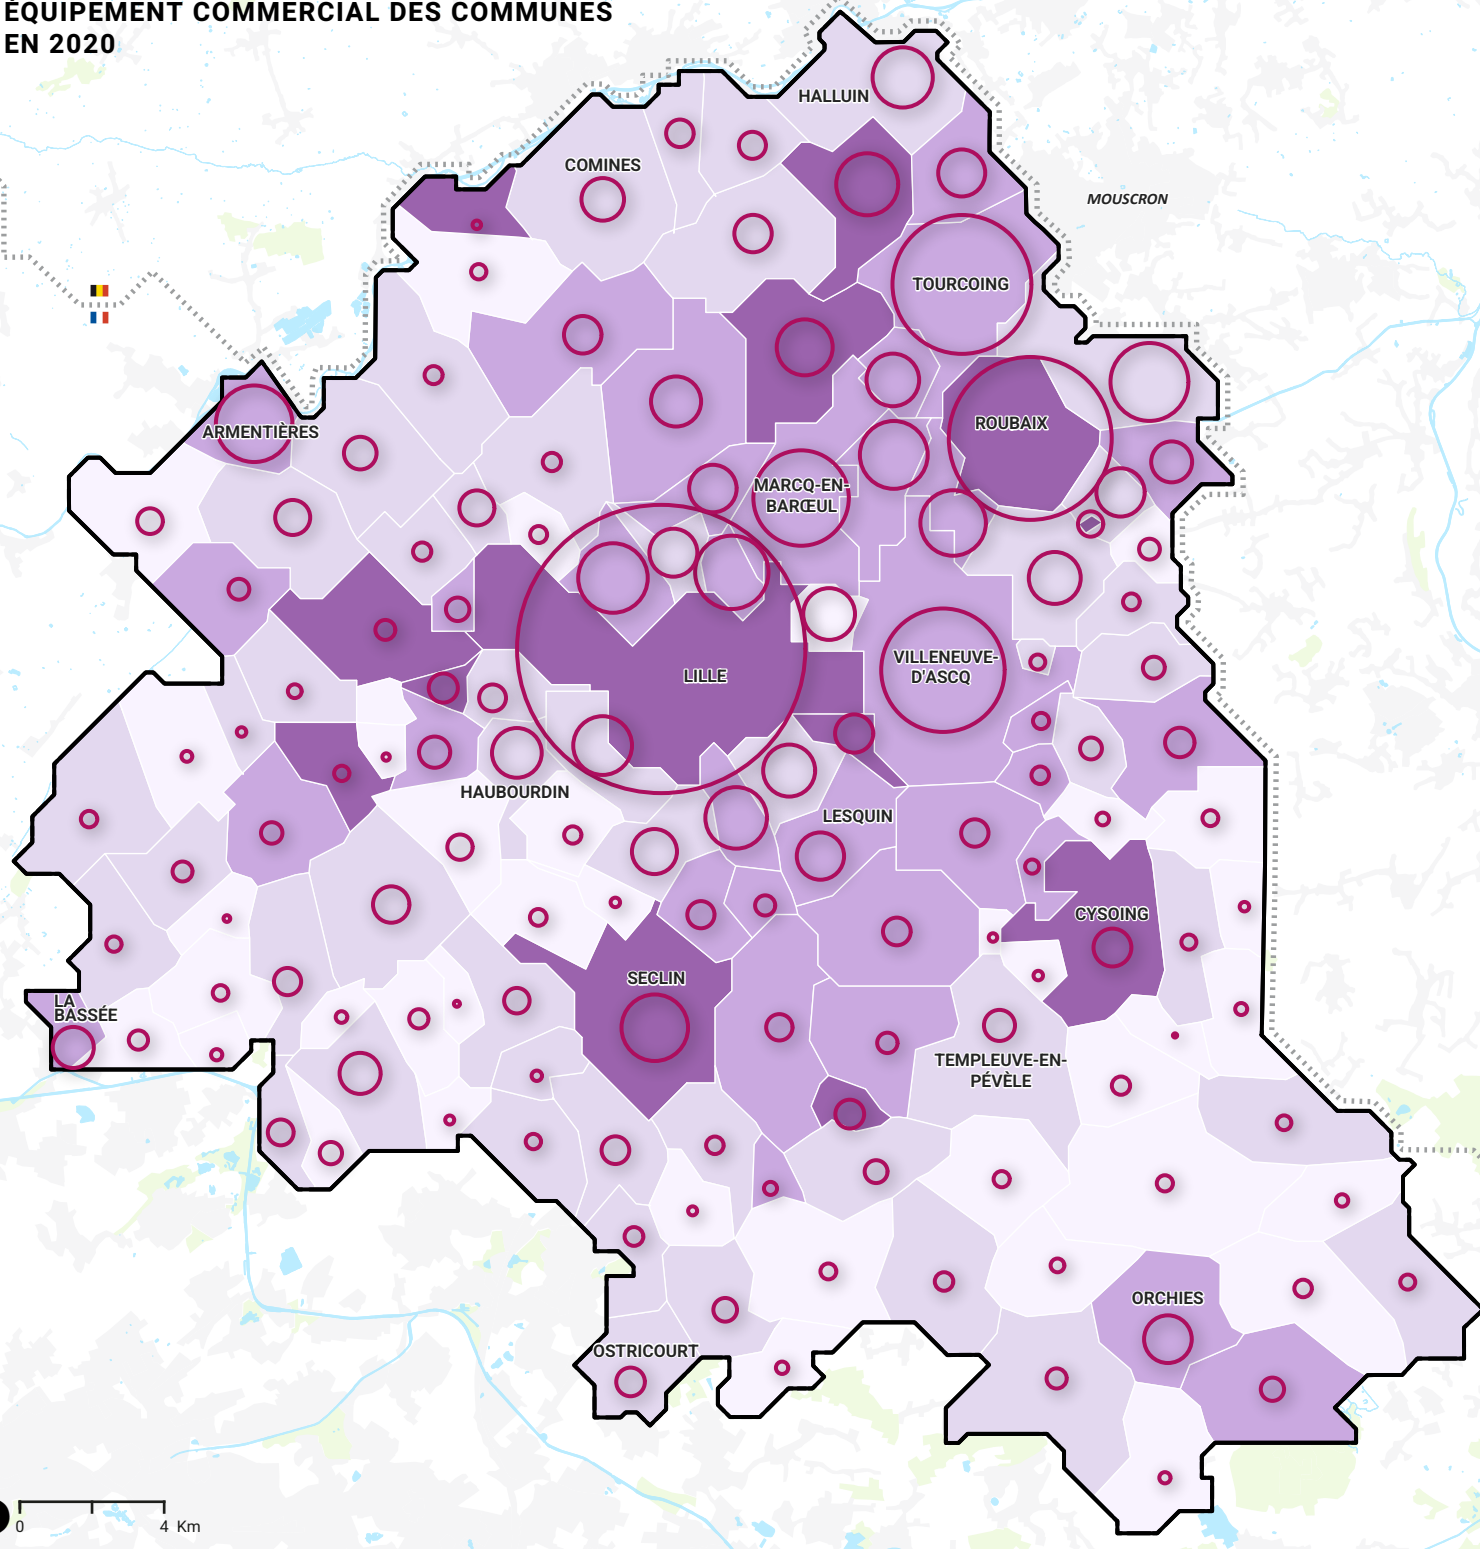 ÉQUIPEMENT COMMERCIAL DES COMMUNES
EN 2020
HALLUIN
COMINES
MOUSCRON
TOURCOING
ROUBAIX
ARMENTIÈRES
MARCQ-EN-
BARŒUL
VILLENEUVE-
D'ASCQ
LILLE
HAUBOURDIN
LESQUIN
CYSOING
SECLIN
LA
BASSÉE
TEMPLEUVE-EN-
PÉVÈLE
ORCHIES
OSTRICOURT
0 4 Km